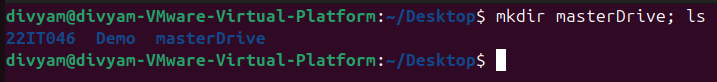 divyam@divyam-VMware-Virtual-Platform:~/Desktop$ mkdir masterDrive; ls
22IT046  Demo  masterDrive
divyam@divyam-VMware-Virtual-Platform:~/Desktop$